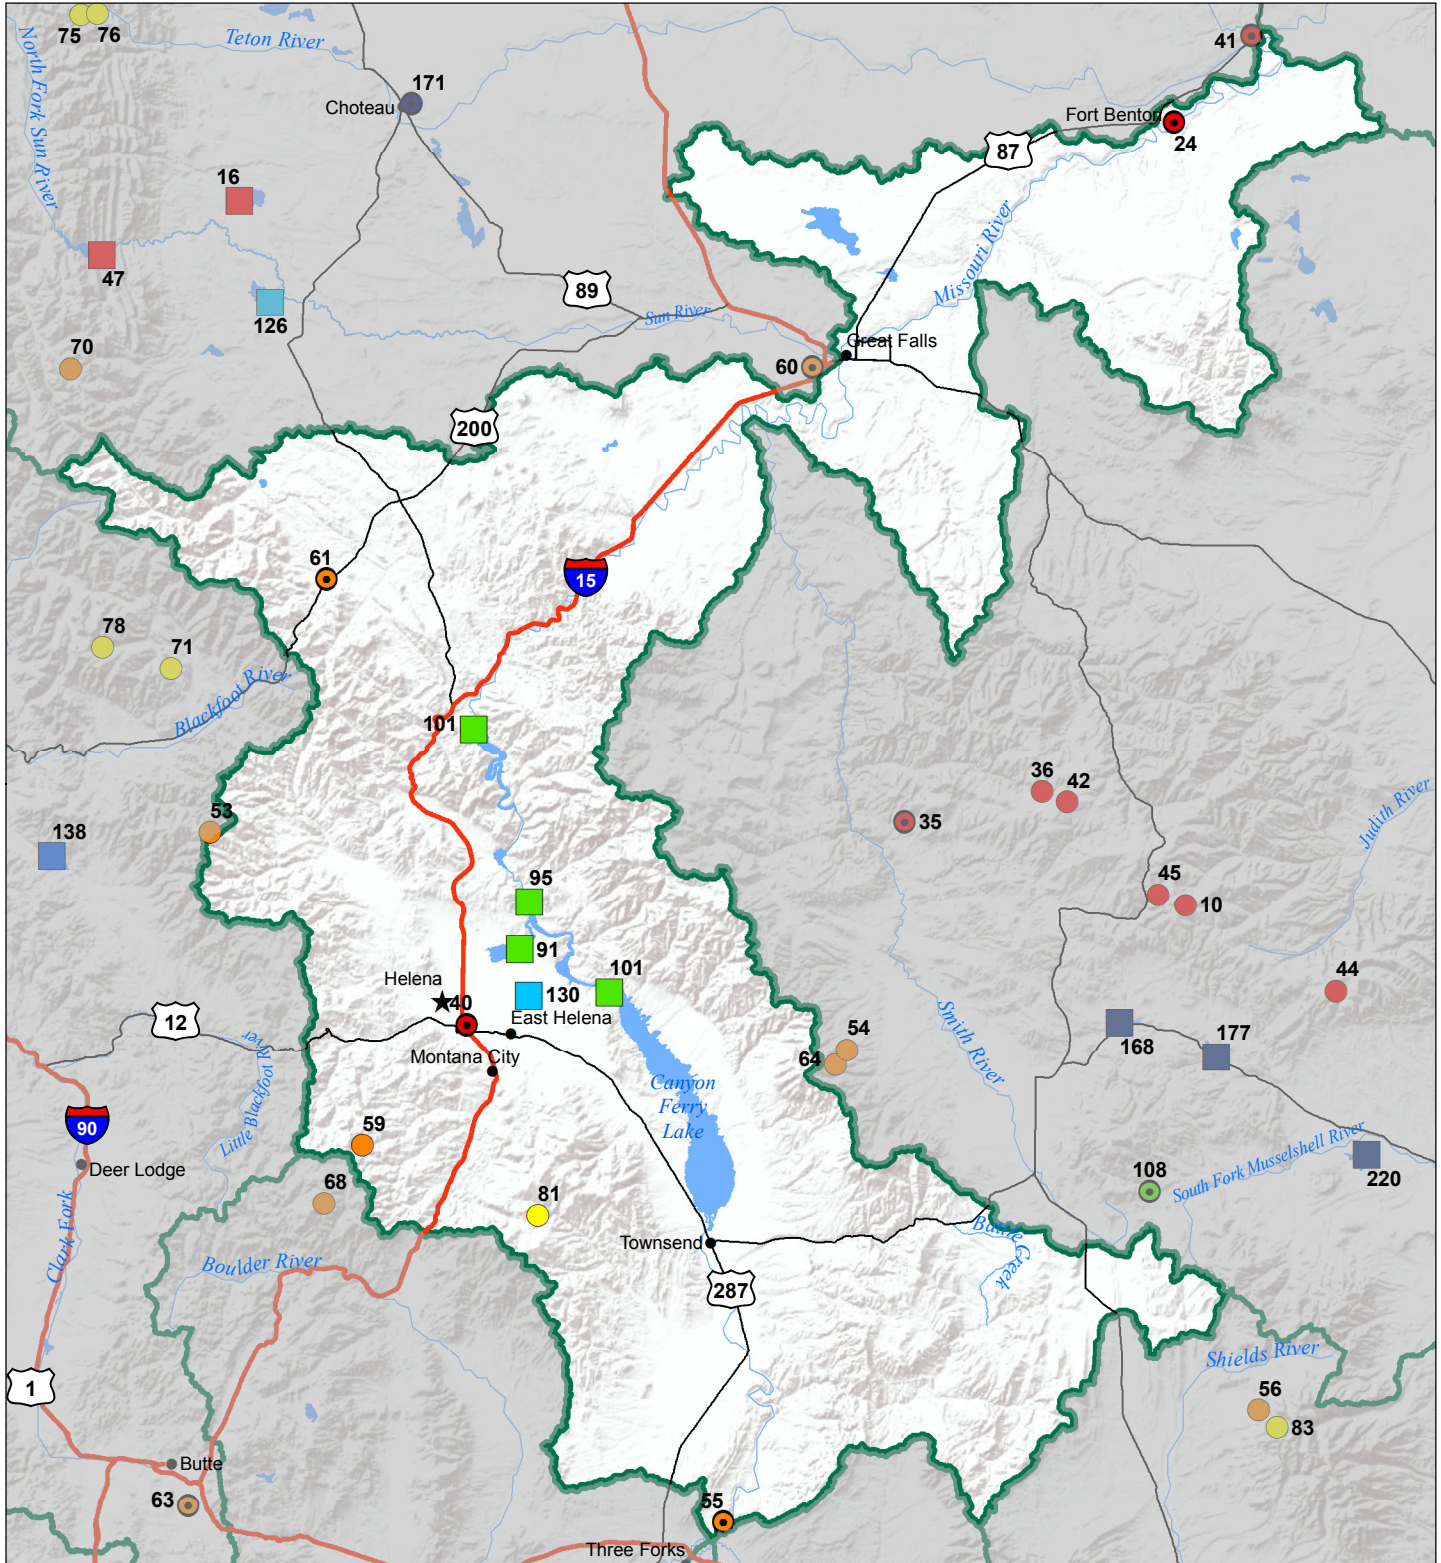 75
76
Teton River
North Fork Sun River
171
Choteau
41
Fort Benton
24
87
16
47
126
89
Missouri River
Sun River
70
60
Great Falls
200
61
15
78
71
Blackfoot River
101
36
42
35
Judith River
53
138
95
45
10
91
101
Helena
40
130
44
East Helena
12
Montana City
Little Blackfoot River
54
64
Smith River
168
177
Canyon
Ferry
Lake
90
Deer Lodge
59
68
81
108
South Fork Musselshell River
220
Clark Fork
Boulder River
Townsend
Battle Creek
287
1
Shields River
56
83
Butte
63
55
Three Forks